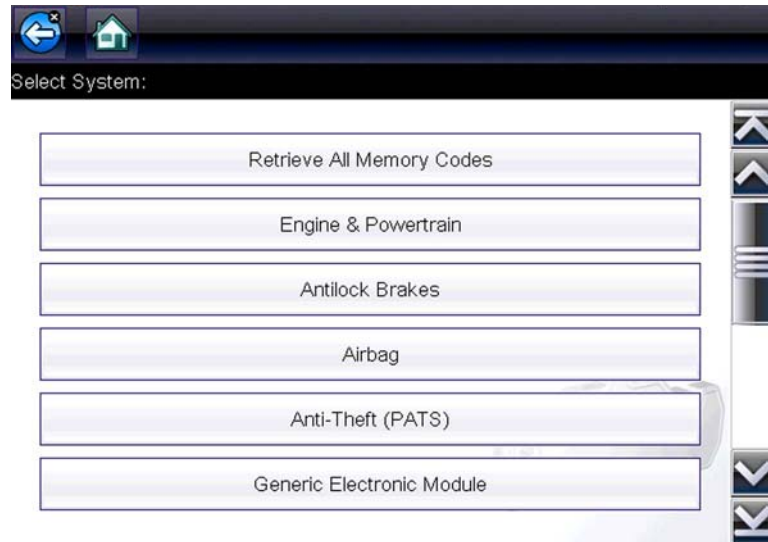 Select System:
Retrieve All Memory Codes
Engine & Powertrain
Antilock Brakes
Airbag
Anti-Theft (PATS)
Generic Electronic Module